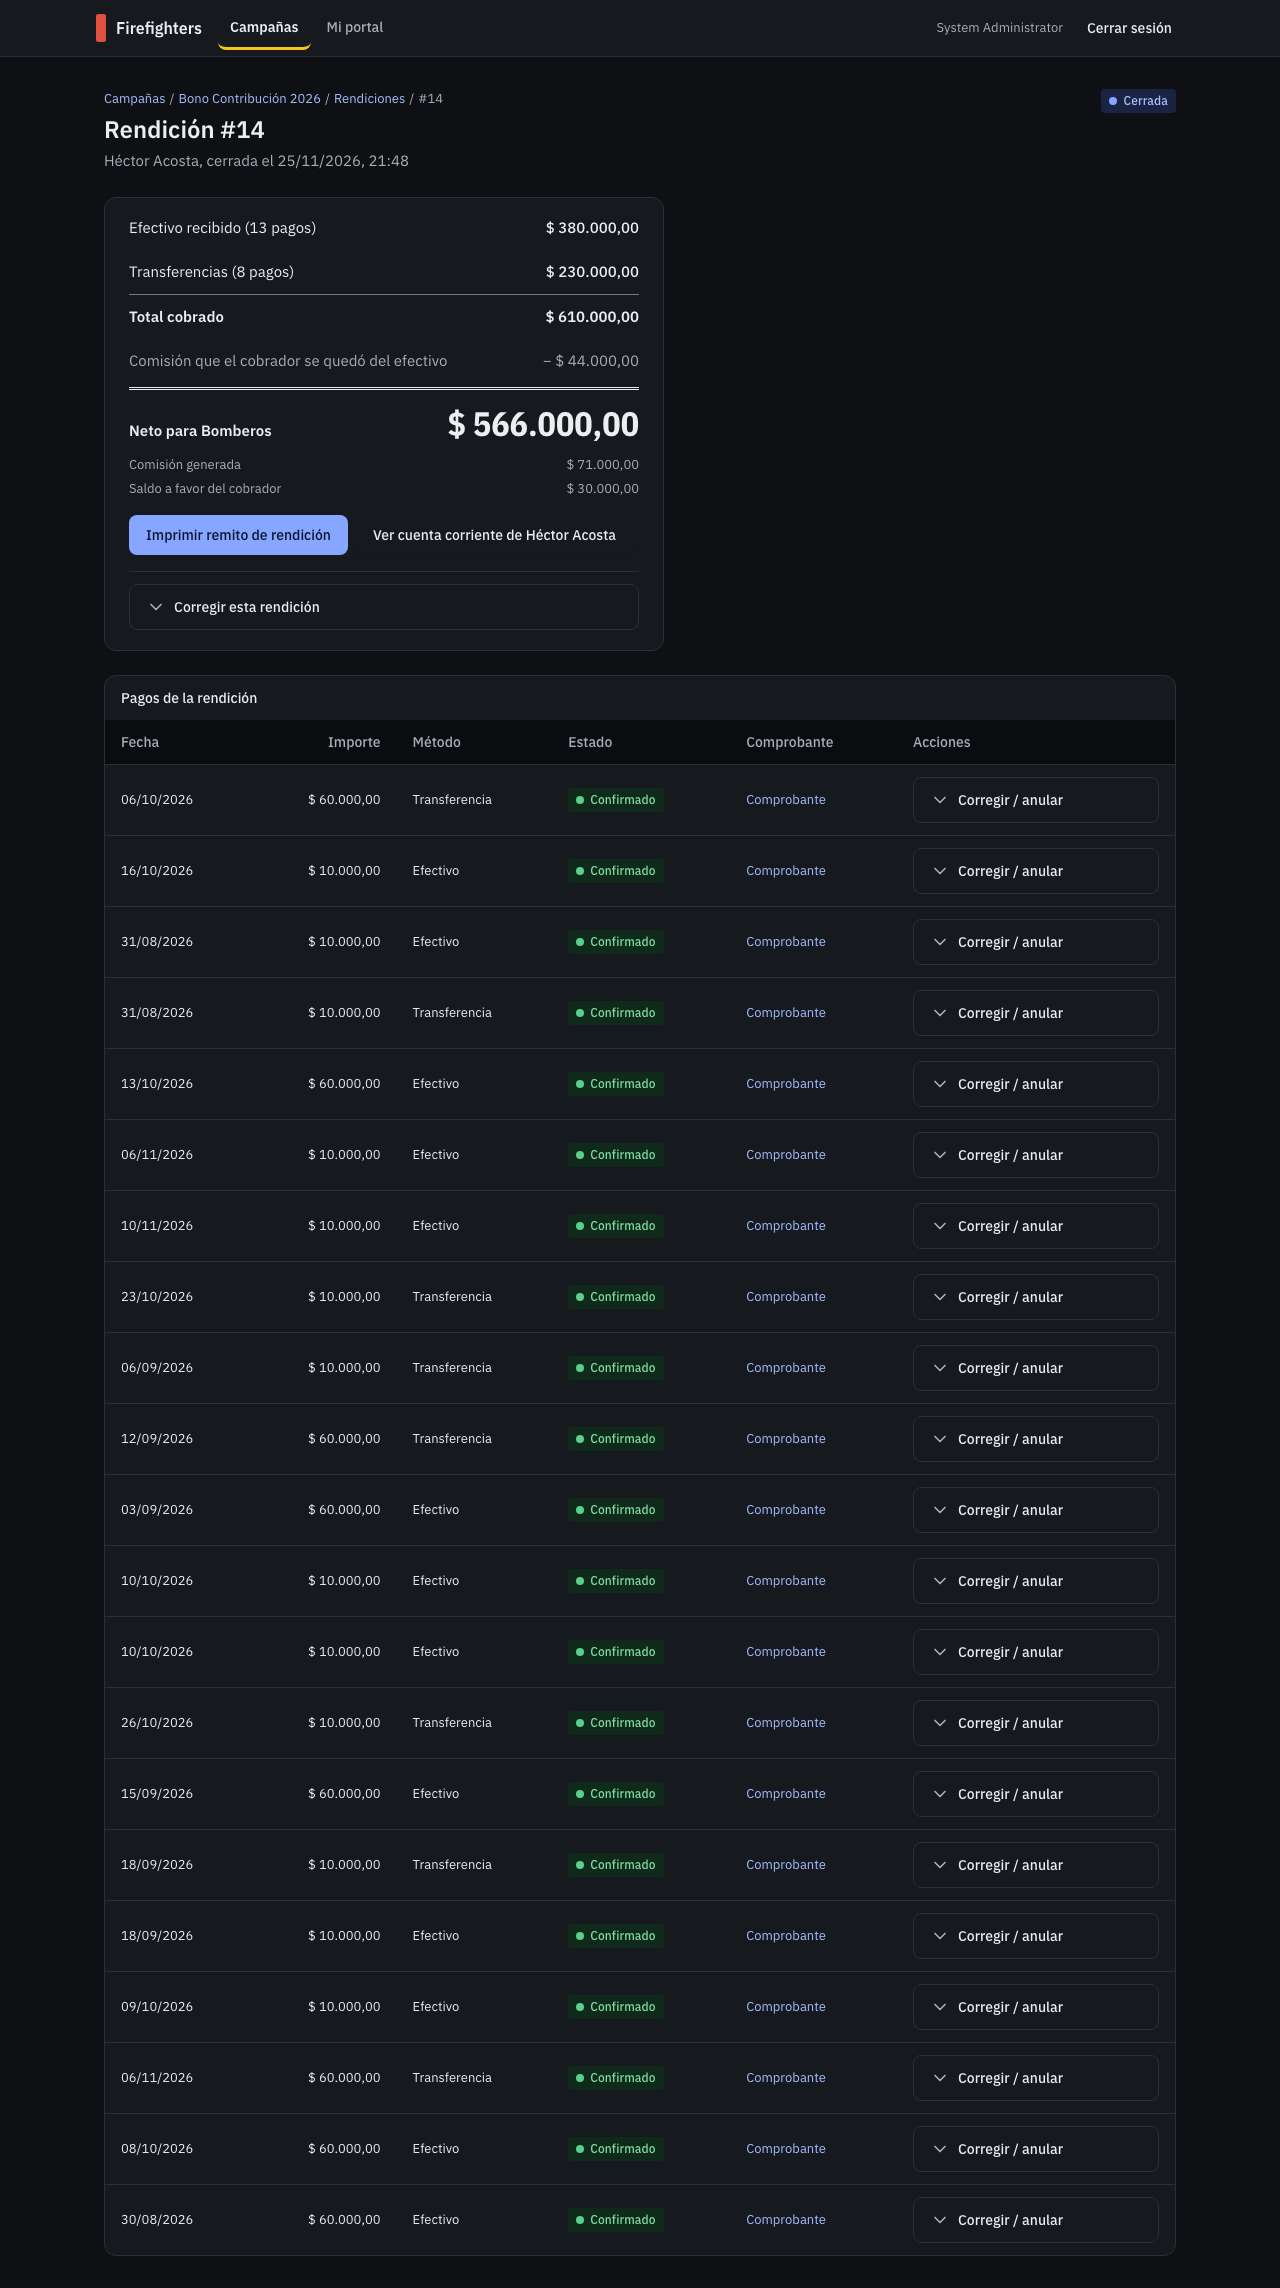 Firefighters Campañas Mi portal System Administrator Cerrar sesión
Campañas / Bono Contribución 2026 / Rendiciones / #14
Cerrada
Rendición #14
Héctor Acosta, cerrada el 25/11/2026, 21:48
Efectivo recibido (13 pagos) $ 380.000,00
Transferencias (8 pagos) $ 230.000,00
Total cobrado $ 610.000,00
Comisión que el cobrador se quedó del efectivo − $ 44.000,00
Neto para Bomberos $ 566.000,00
Comisión generada $ 71.000,00
Saldo a favor del cobrador $ 30.000,00
Imprimir remito de rendición Ver cuenta corriente de Héctor Acosta
Corregir esta rendición
Pagos de la rendición
Fecha Importe Método Estado Comprobante Acciones
06/10/2026 $ 60.000,00 Transferencia Confirmado Comprobante Corregir / anular
16/10/2026 $ 10.000,00 Efectivo Confirmado Comprobante Corregir / anular
31/08/2026 $ 10.000,00 Efectivo Confirmado Comprobante Corregir / anular
31/08/2026 $ 10.000,00 Transferencia Confirmado Comprobante Corregir / anular
13/10/2026 $ 60.000,00 Efectivo Confirmado Comprobante Corregir / anular
06/11/2026 $ 10.000,00 Efectivo Confirmado Comprobante Corregir / anular
10/11/2026 $ 10.000,00 Efectivo Confirmado Comprobante Corregir / anular
23/10/2026 $ 10.000,00 Transferencia Confirmado Comprobante Corregir / anular
06/09/2026 $ 10.000,00 Transferencia Confirmado Comprobante Corregir / anular
12/09/2026 $ 60.000,00 Transferencia Confirmado Comprobante Corregir / anular
03/09/2026 $ 60.000,00 Efectivo Confirmado Comprobante Corregir / anular
10/10/2026 $ 10.000,00 Efectivo Confirmado Comprobante Corregir / anular
10/10/2026 $ 10.000,00 Efectivo Confirmado Comprobante Corregir / anular
26/10/2026 $ 10.000,00 Transferencia Confirmado Comprobante Corregir / anular
15/09/2026 $ 60.000,00 Efectivo Confirmado Comprobante Corregir / anular
18/09/2026 $ 10.000,00 Transferencia Confirmado Comprobante Corregir / anular
18/09/2026 $ 10.000,00 Efectivo Confirmado Comprobante Corregir / anular
09/10/2026 $ 10.000,00 Efectivo Confirmado Comprobante Corregir / anular
06/11/2026 $ 60.000,00 Transferencia Confirmado Comprobante Corregir / anular
08/10/2026 $ 60.000,00 Efectivo Confirmado Comprobante Corregir / anular
30/08/2026 $ 60.000,00 Efectivo Confirmado Comprobante Corregir / anular